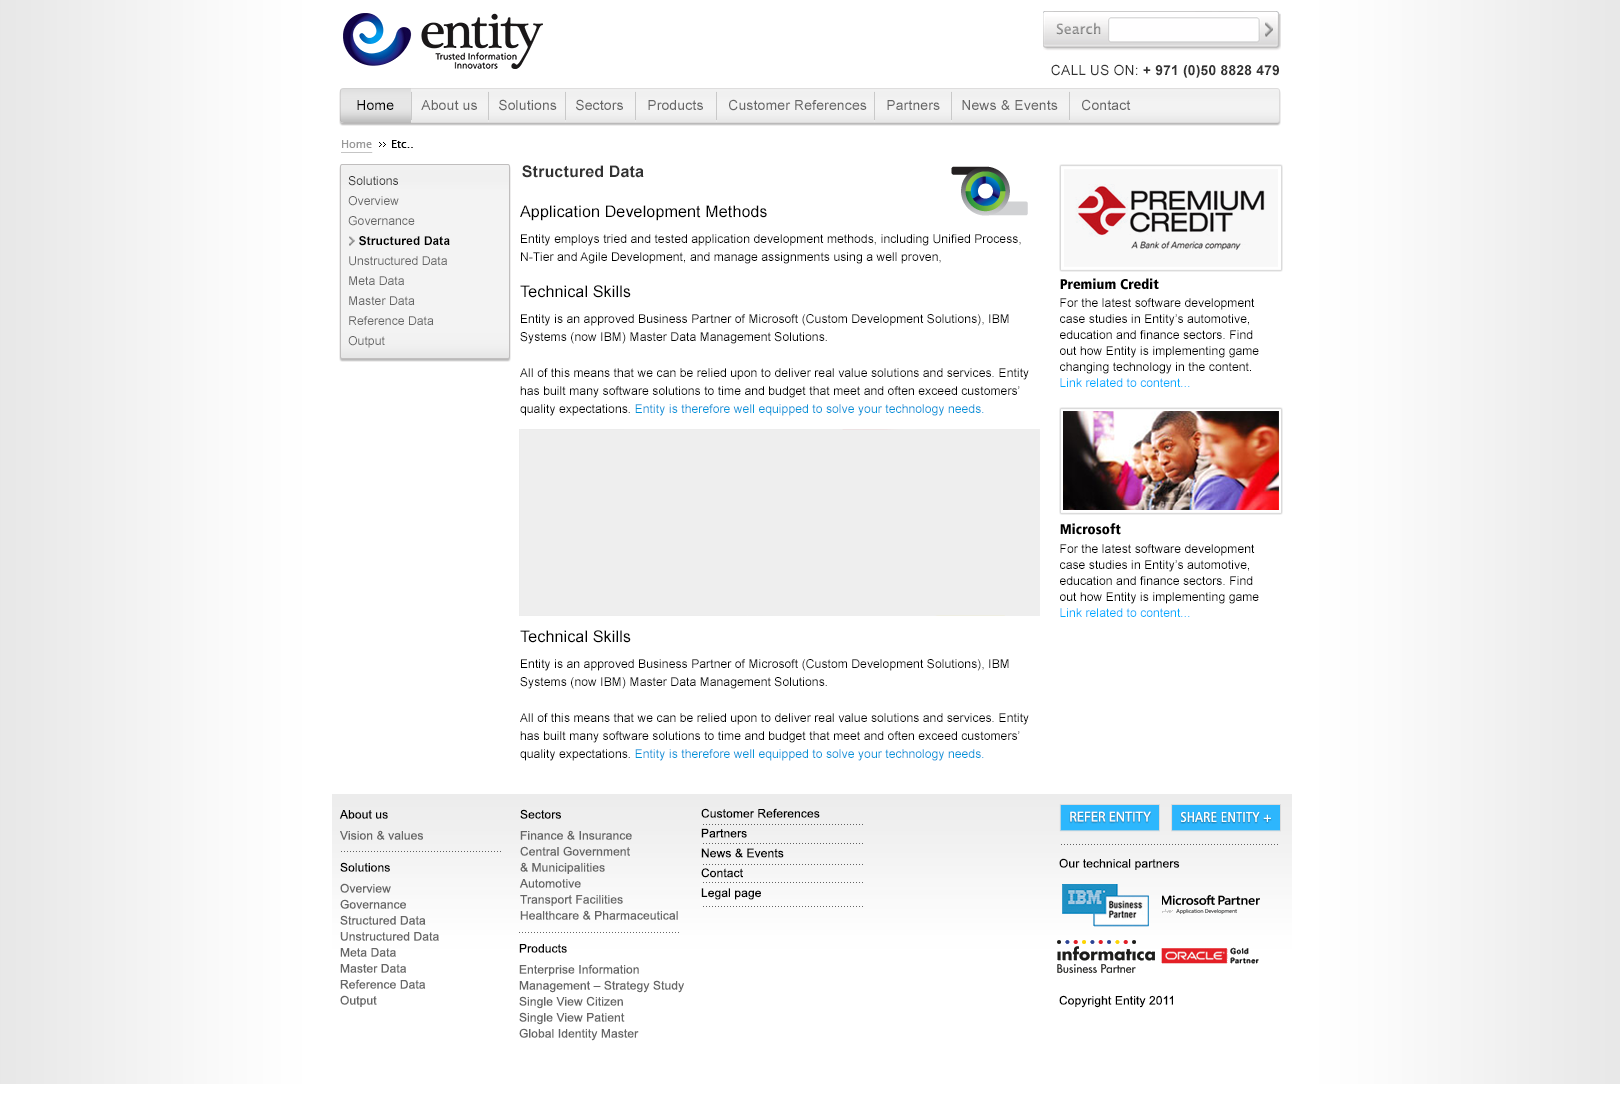 entity
Trusted Information
Innovators
Search
CALL US ON: + 971 (0)50 8828 479
Home
About us
Solutions
Sectors
Products
Customer References
Partners
News & Events
Contact
Home
Etc..
Solutions
Overview
Governance
Structured Data
Unstructured Data
Meta Data
Master Data
Reference Data
Output
Structured Data
Application Development Methods
Entity employs tried and tested application development methods, including Unified Process,
N-Tier and Agile Development, and manage assignments using a well proven,
Technical Skills
Entity is an approved Business Partner of Microsoft (Custom Development Solutions), IBM
Systems (now IBM) Master Data Management Solutions.
All of this means that we can be relied upon to deliver real value solutions and services. Entity
has built many software solutions to time and budget that meet and often exceed customers'
quality expectations. Entity is therefore well equipped to solve your technology needs.
Technical Skills
Entity is an approved Business Partner of Microsoft (Custom Development Solutions), IBM
Systems (now IBM) Master Data Management Solutions.
All of this means that we can be relied upon to deliver real value solutions and services. Entity
has built many software solutions to time and budget that meet and often exceed customers'
quality expectations. Entity is therefore well equipped to solve your technology needs.
PREMIUM
CREDIT
A Bank of America company
Premium Credit
For the latest software development
case studies in Entity's automotive,
education and finance sectors. Find
out how Entity is implementing game
changing technology in the content.
Link related to content...
Microsoft
For the latest software development
case studies in Entity's automotive,
education and finance sectors. Find
out how Entity is implementing game
Link related to content...
About us
Vision & values
Solutions
Overview
Governance
Structured Data
Unstructured Data
Meta Data
Master Data
Reference Data
Output
Sectors
Finance & Insurance
Central Government
& Municipalities
Automotive
Transport Facilities
Healthcare & Pharmaceutical
Products
Enterprise Information
Management – Strategy Study
Single View Citizen
Single View Patient
Global Identity Master
Customer References
Partners
News & Events
Contact
Legal page
REFER ENTITY
SHARE ENTITY +
Our technical partners
IBM
Business
Partner
Microsoft Partner
Application Development
informatica
Business Partner
ORACLE
Gold
Partner
Copyright Entity 2011